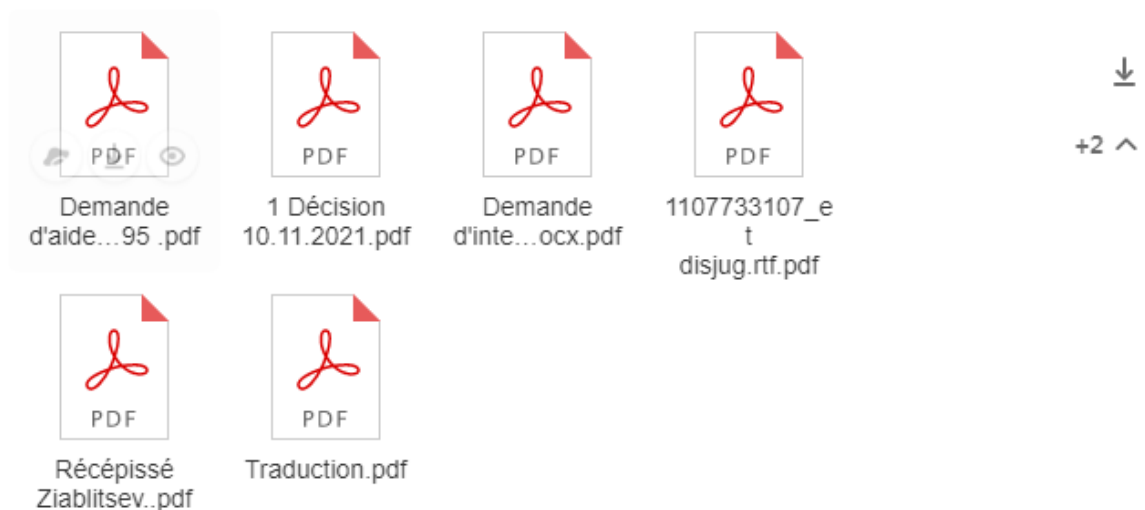 PDF PDF PDF PDF
Demande
d'aide...95 .pdf
1 Décision
10.11.2021.pdf
Demande
d'inte...ocx.pdf
1107733107_e
t
disjug.rtf.pdf
+2
PDF PDF
Récépissé
Ziablitsev..pdf
Traduction.pdf